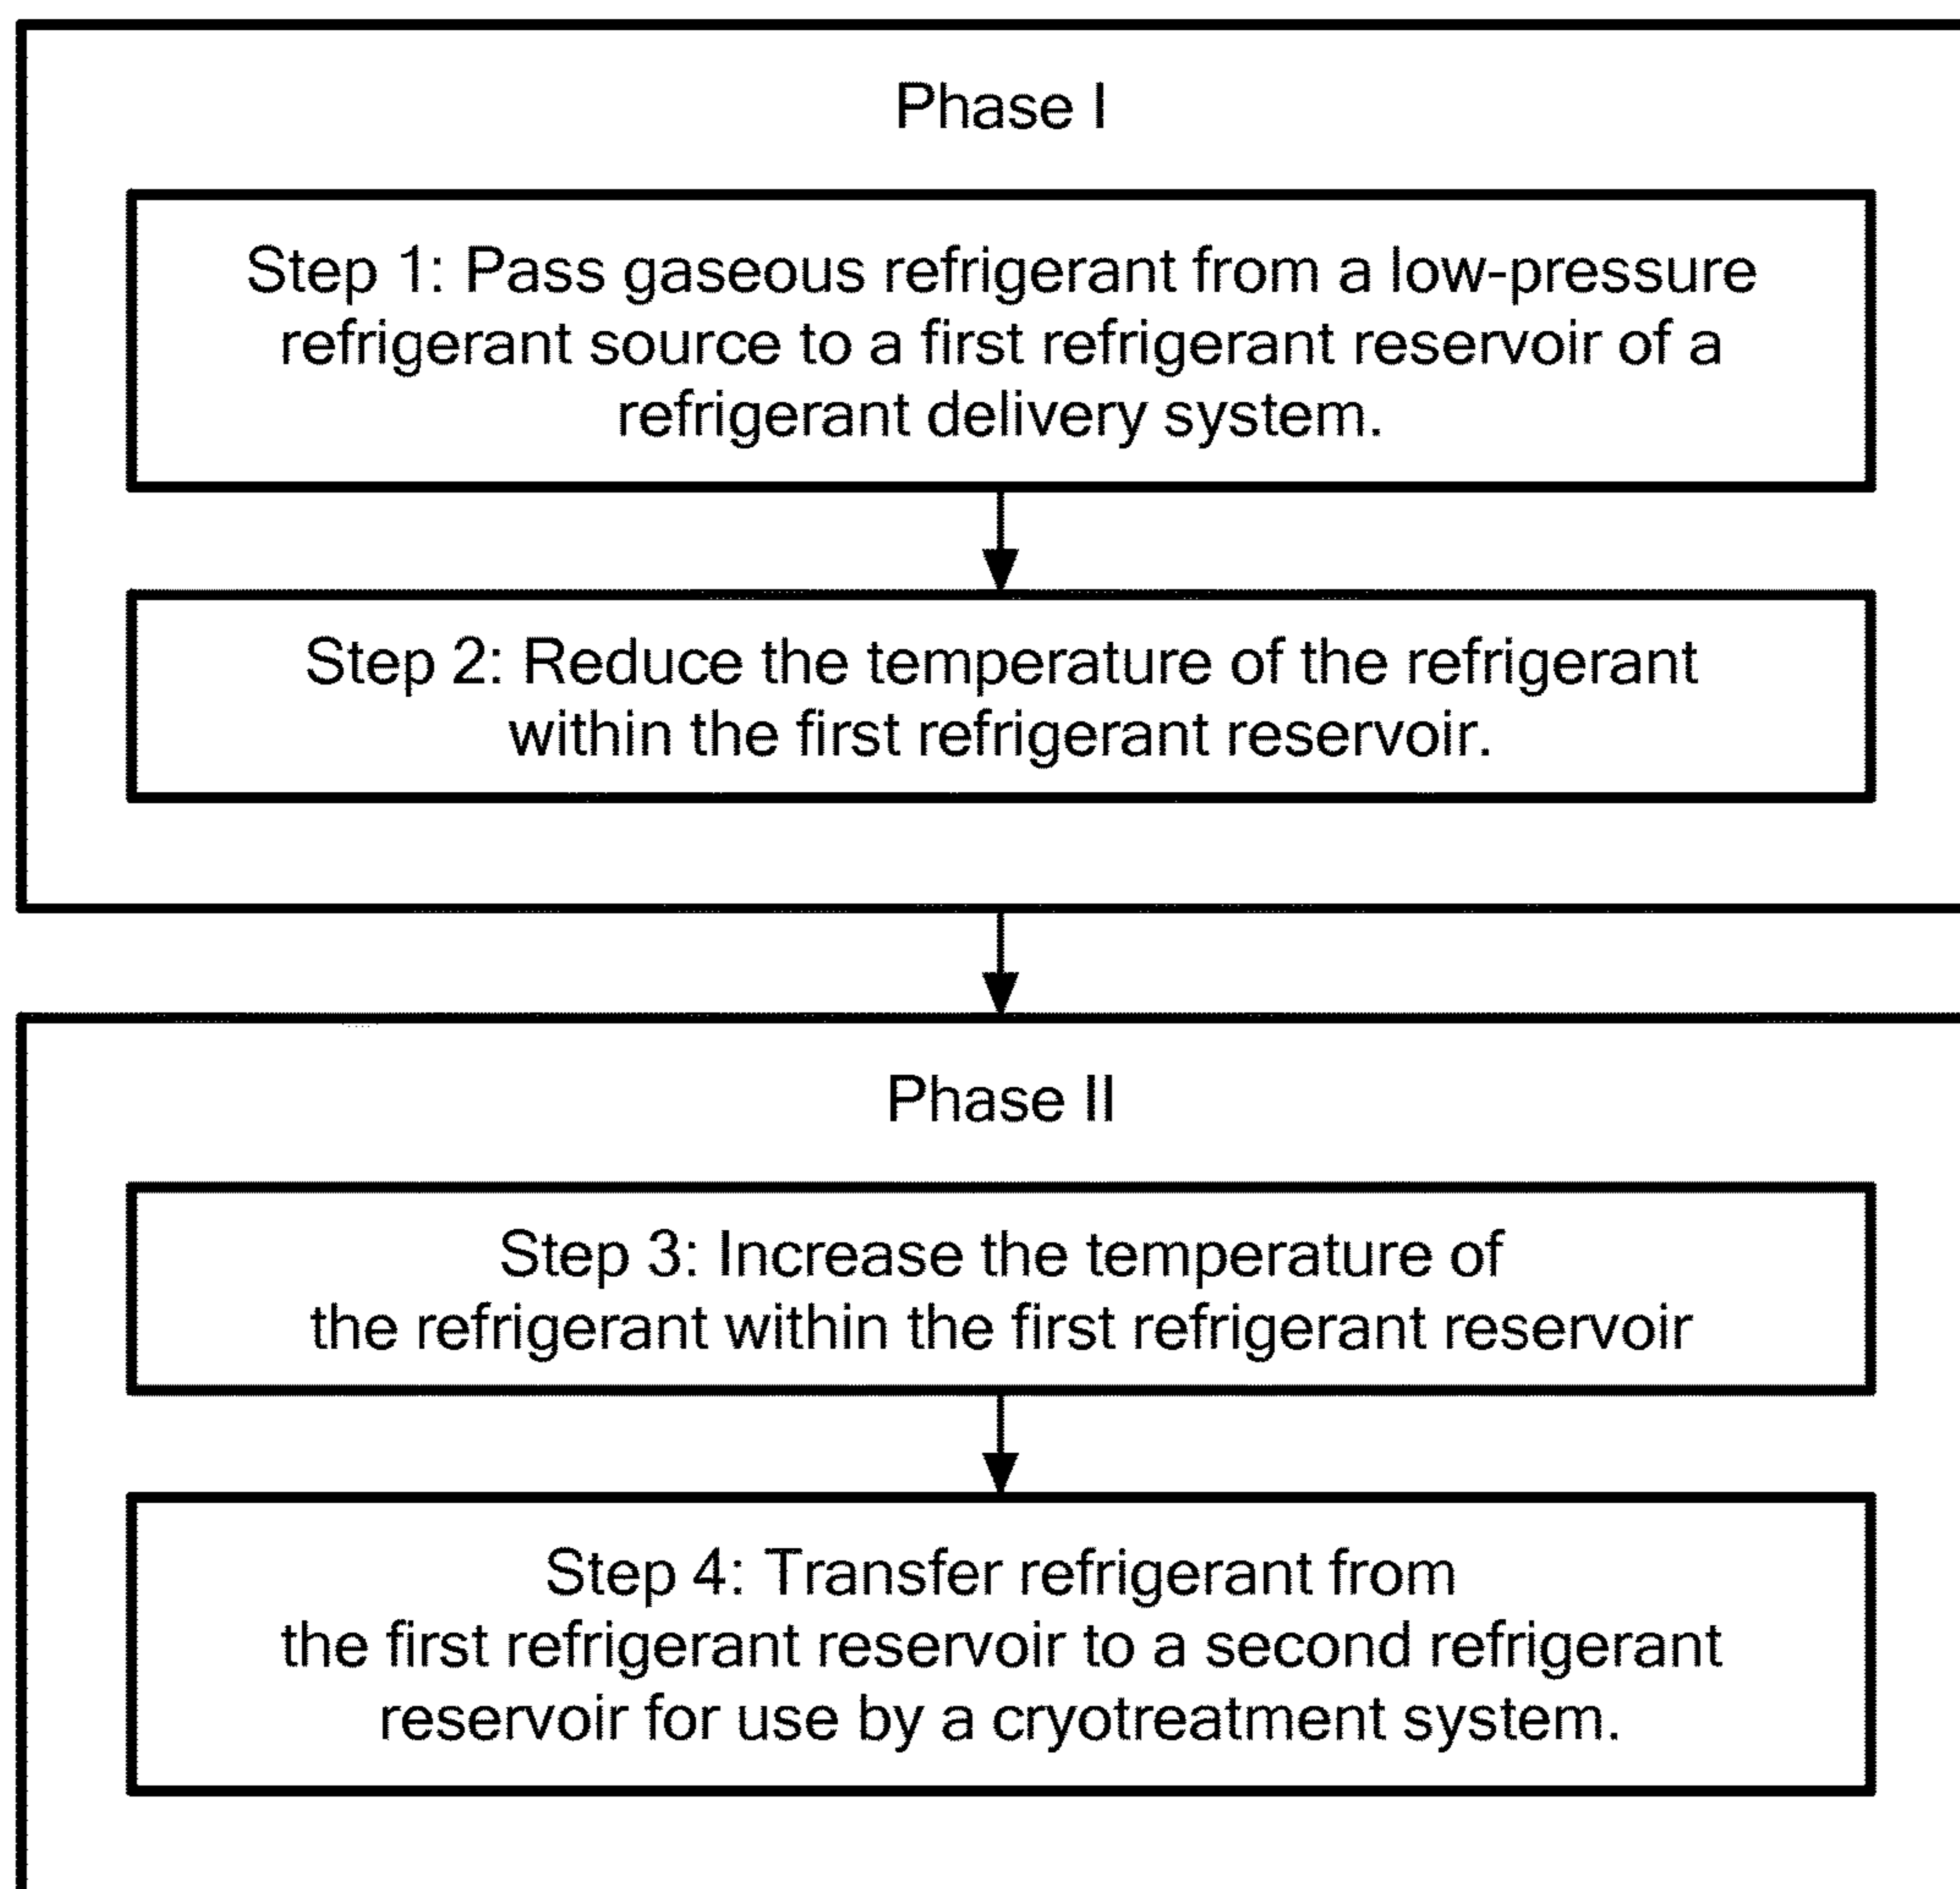 Phase I
Step 1: Pass gaseous refrigerant from a low-pressure
refrigerant source to a first refrigerant reservoir of a
refrigerant delivery system.
Step 2: Reduce the temperature of the refrigerant
within the first refrigerant reservoir.
Phase II
Step 3: Increase the temperature of
the refrigerant within the first refrigerant reservoir
Step 4: Transfer refrigerant from
the first refrigerant reservoir to a second refrigerant
reservoir for use by a cryotreatment system.